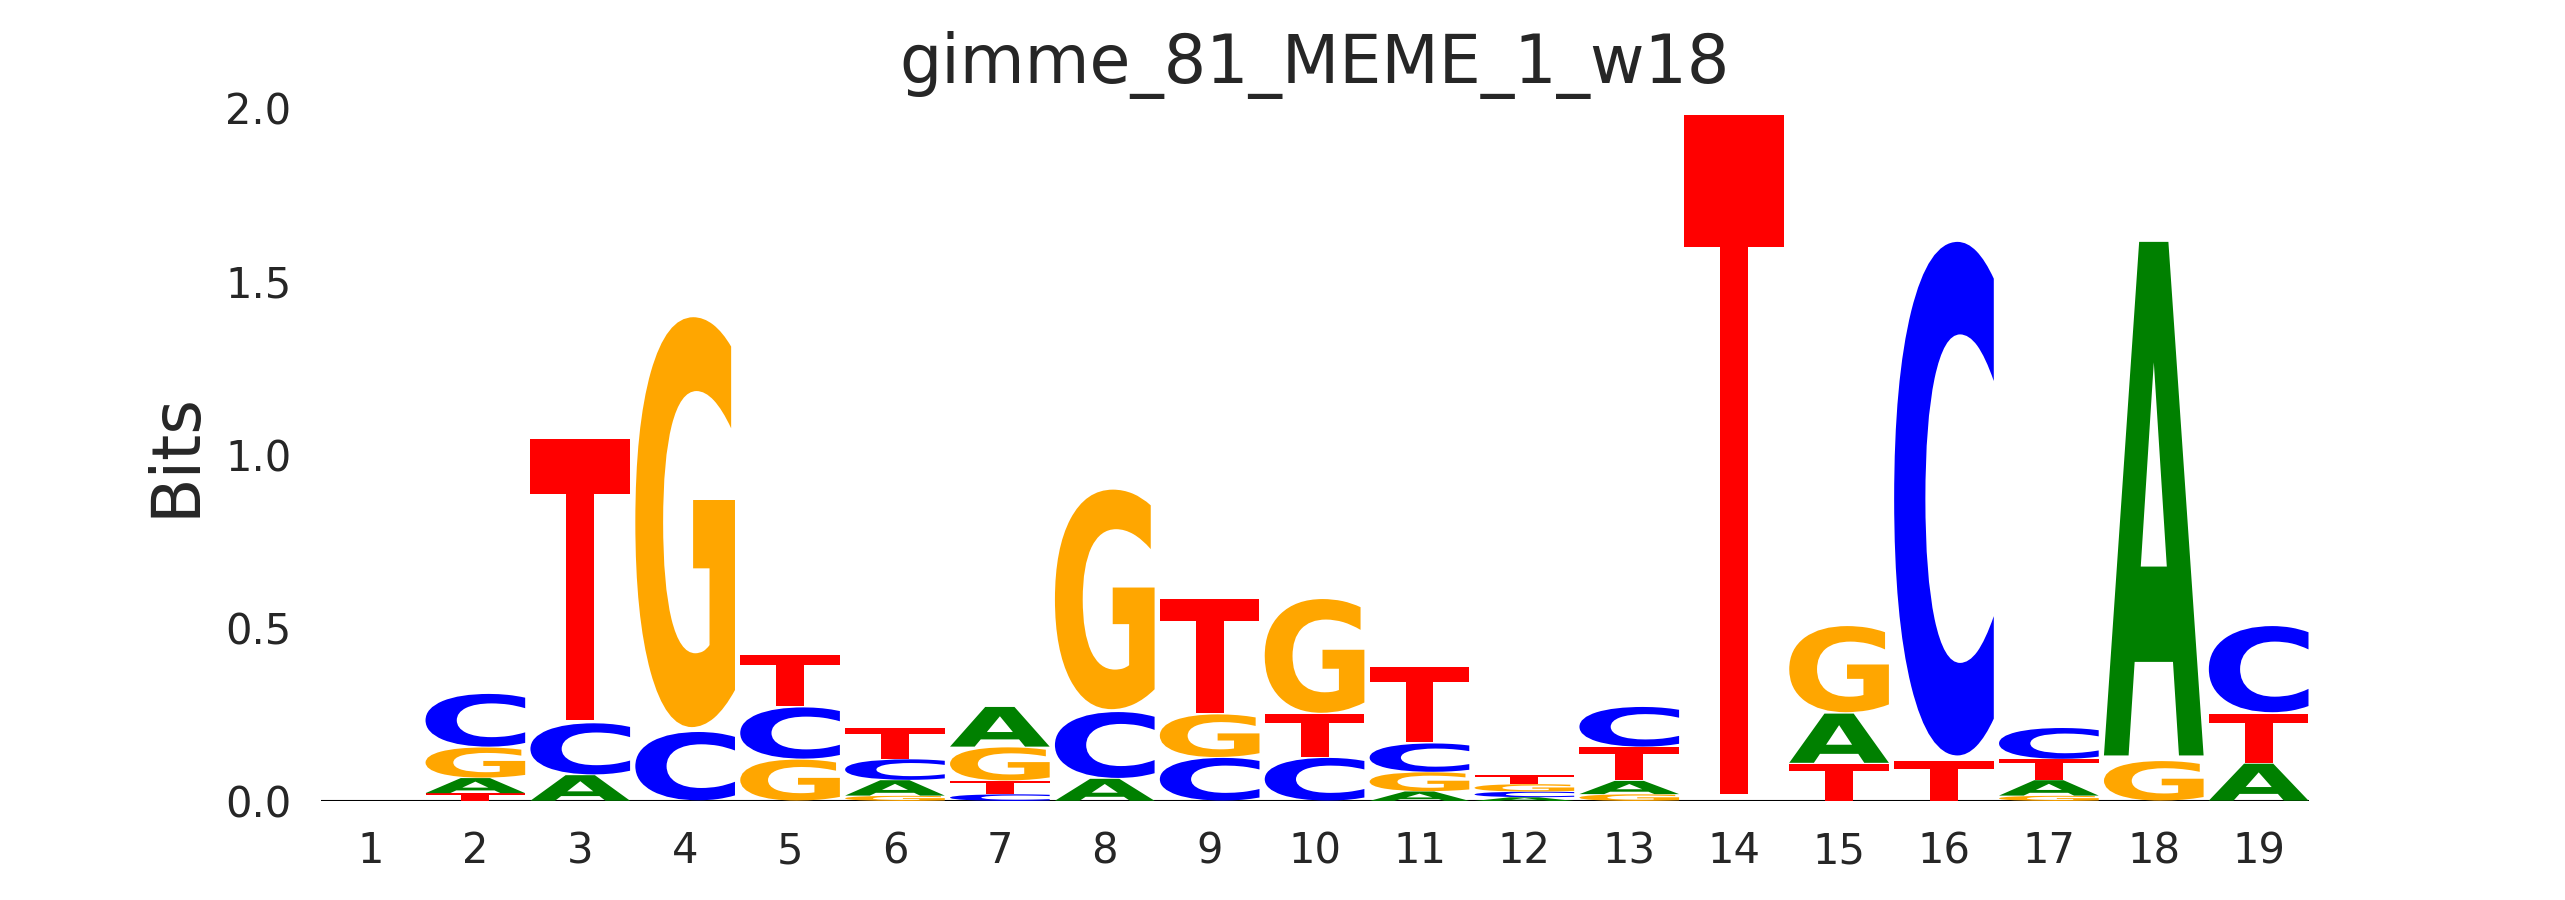 gimme_81_MEME_1_w18
2.0
1.5
1.0
0.5
0.0
Bits
C T G T T A G T G T T C T G C C A C
G C C C C G C G T C G T A T T G T
A A G A T A C C G C A T A A
T G C A A G G
1 2 3 4 5 6 7 8 9 10 11 12 13 14 15 16 17 18 19